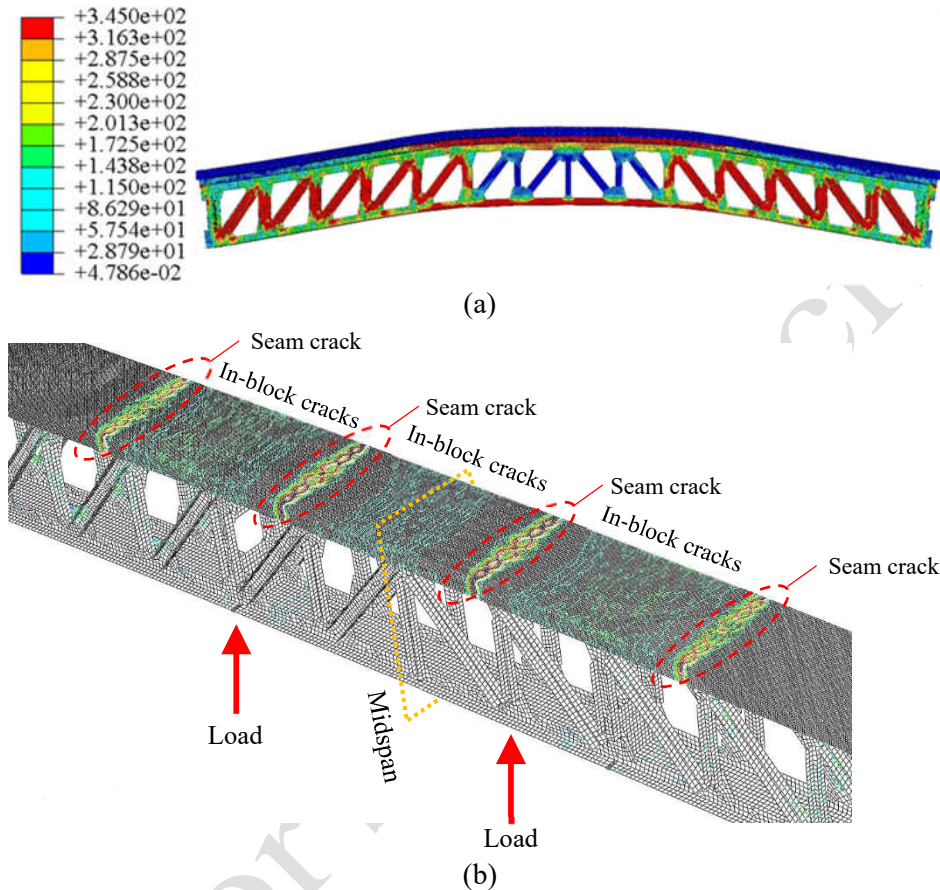 +3.450e+02
+3.163e+02
+2.875e+02
+2.588e+02
+2.300e+02
+2.013e+02
+1.725e+02
+1.438e+02
+1.150e+02
+8.629e+01
+5.754e+01
+2.879e+01
+4.786e-02
(a)
Seam crack
In-block cracks
Seam crack
In-block cracks
Seam crack
In-block cracks
Seam crack
Load
Midspan
Load
(b)